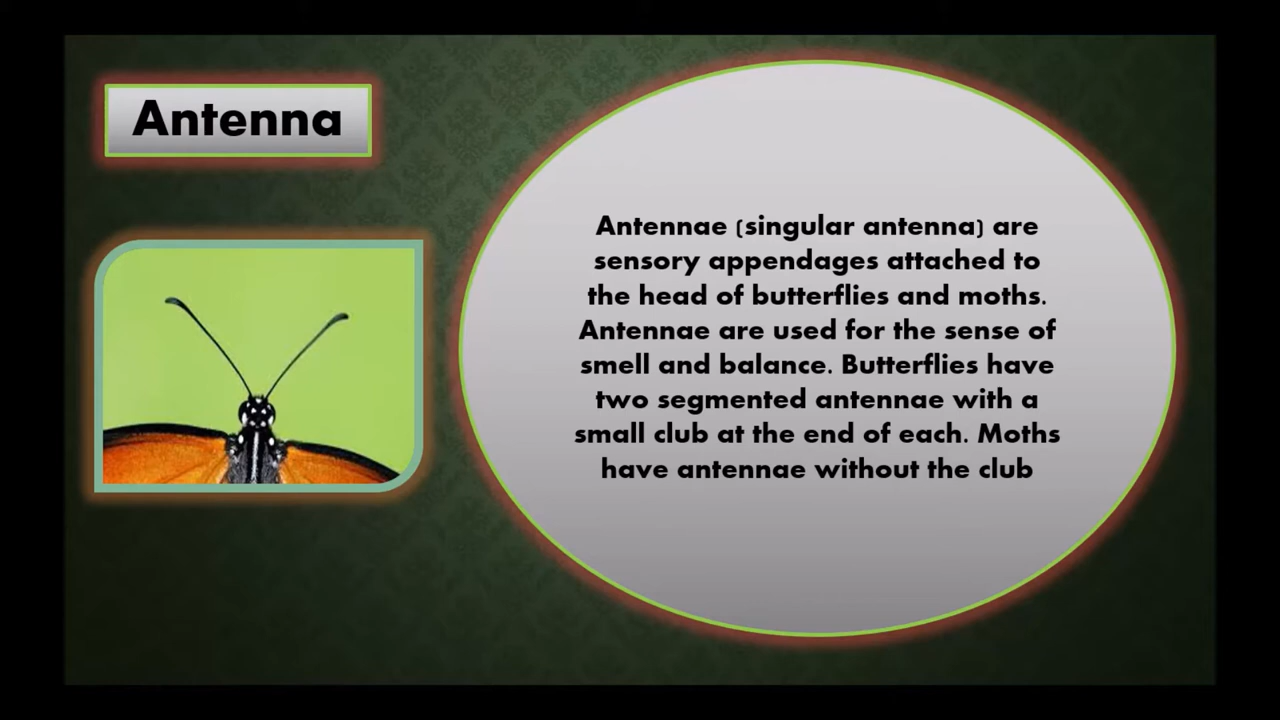 Antenna
Antennae (singular antenna) are
sensory appendages attached to
the head of butterflies and moths.
Antennae are used for the sense of
smell and balance. Butterflies have
two segmented antennae with a
small club at the end of each. Moths
have antennae without the club